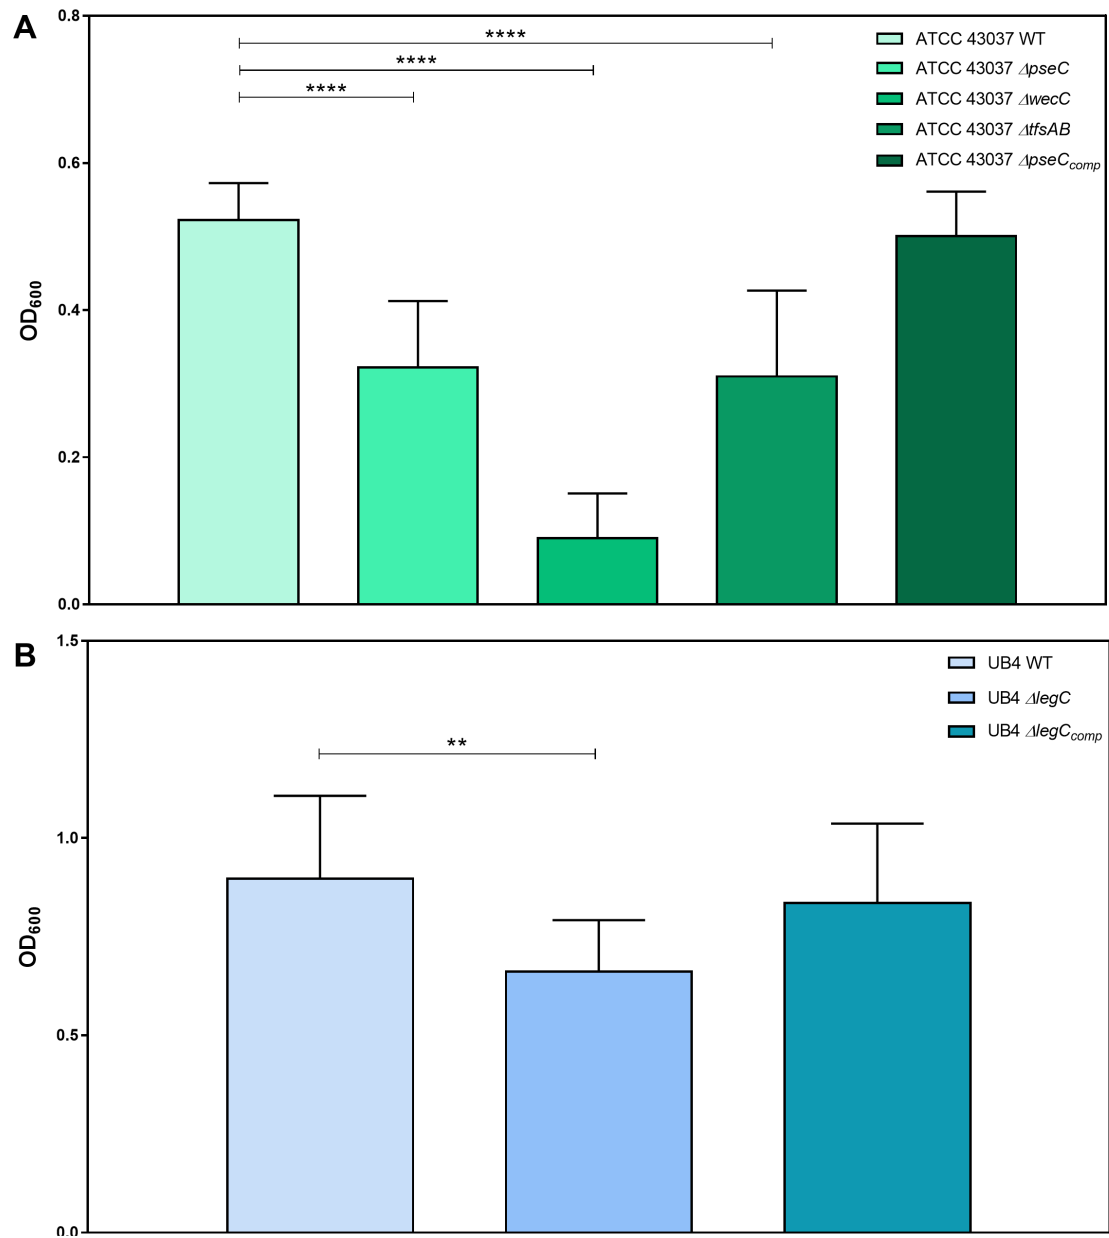 A
0.8
0.6
0.4
0.2
0.0
OD600
****
****
****
ATCC 43037 WT
ATCC 43037 ΔpseC
ATCC 43037 ΔwecC
ATCC 43037 ΔtfsAB
ATCC 43037 ΔpseCcomp
B
1.5
1.0
0.5
0.0
OD600
**
UB4 WT
UB4 ΔlegC
UB4 ΔlegCcomp